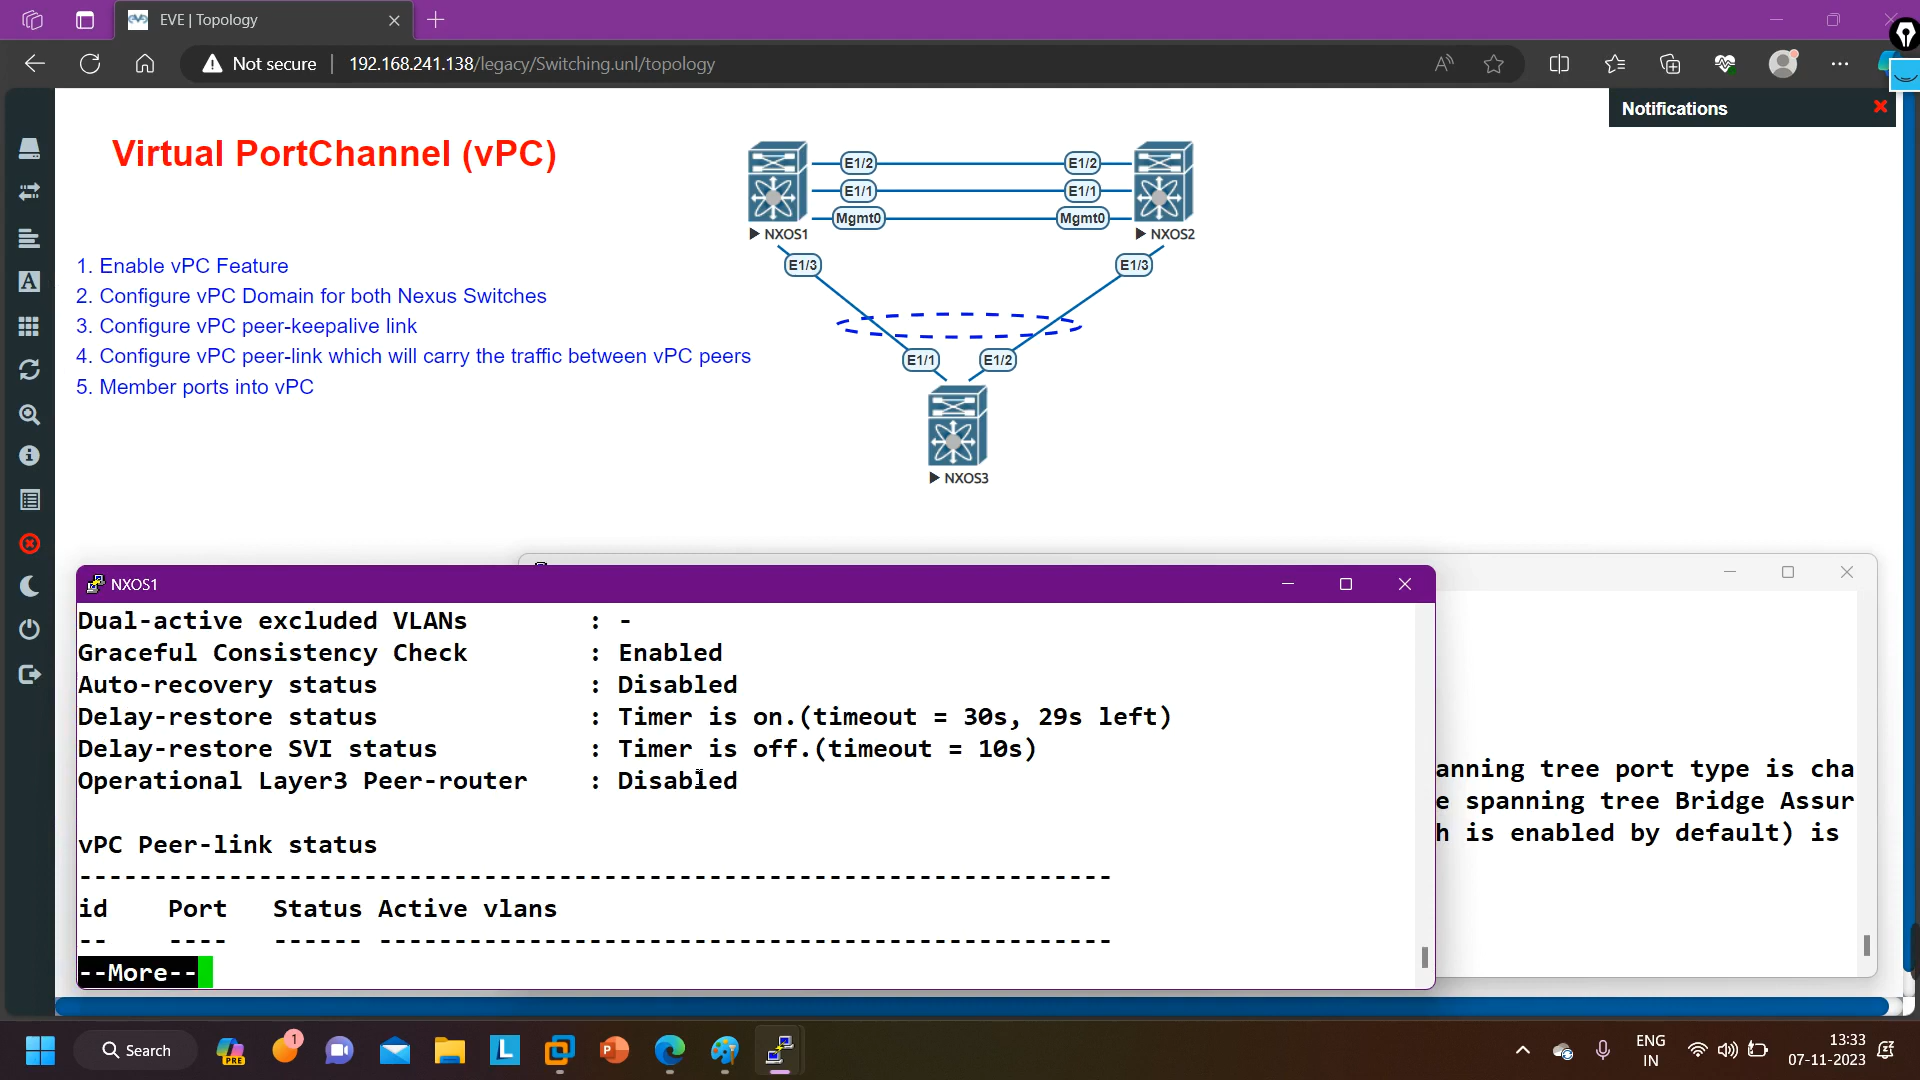 EVE | Topology
Not secure
192.168.241.138/legacy/Switching.unl/topology
Notifications
Virtual PortChannel (vPC)
E1/2 E1/2
E1/1 E1/1
Mgmt0 Mgmt0
NXOS1 NXOS2
E1/3 E1/3
1. Enable vPC Feature
2. Configure vPC Domain for both Nexus Switches
3. Configure vPC peer-keepalive link
4. Configure vPC peer-link which will carry the traffic between vPC peers
5. Member ports into vPC
E1/1 E1/2
NXOS3
NXOS1
Dual-active excluded VLANs : -
Graceful Consistency Check : Enabled
Auto-recovery status : Disabled
Delay-restore status : Timer is on.(timeout = 30s, 29s left)
Delay-restore SVI status : Timer is off.(timeout = 10s)
Operational Layer3 Peer-router : Disabled
vPC Peer-link status
---------------------------------------------------------------------
id Port Status Active vlans
-- ---- ------ -------------------------------------------------
--More--
anning tree port type is cha
e spanning tree Bridge Assur
h is enabled by default) is
Search
PRE
1
L
P
ENG
IN
13:33
07-11-2023